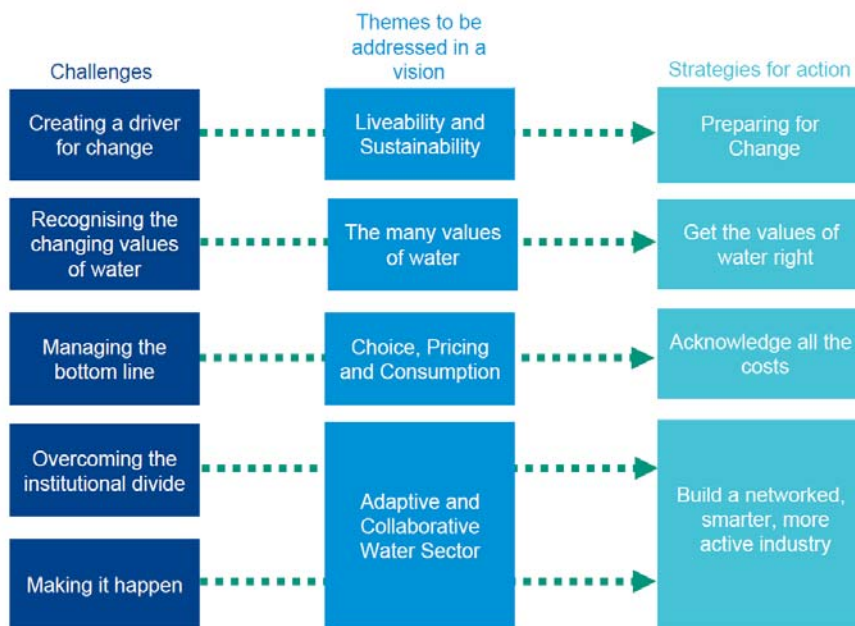 Challenges
Themes to be
addressed in a
vision
Strategies for action
Creating a driver
for change
Liveability and
Sustainability
Preparing for
Change
Recognising the
changing values
of water
The many values
of water
Get the values of
water right
Managing the
bottom line
Choice, Pricing
and Consumption
Acknowledge all the
costs
Overcoming the
institutional divide
Making it happen
Adaptive and
Collaborative
Water Sector
Build a networked,
smarter, more
active industry